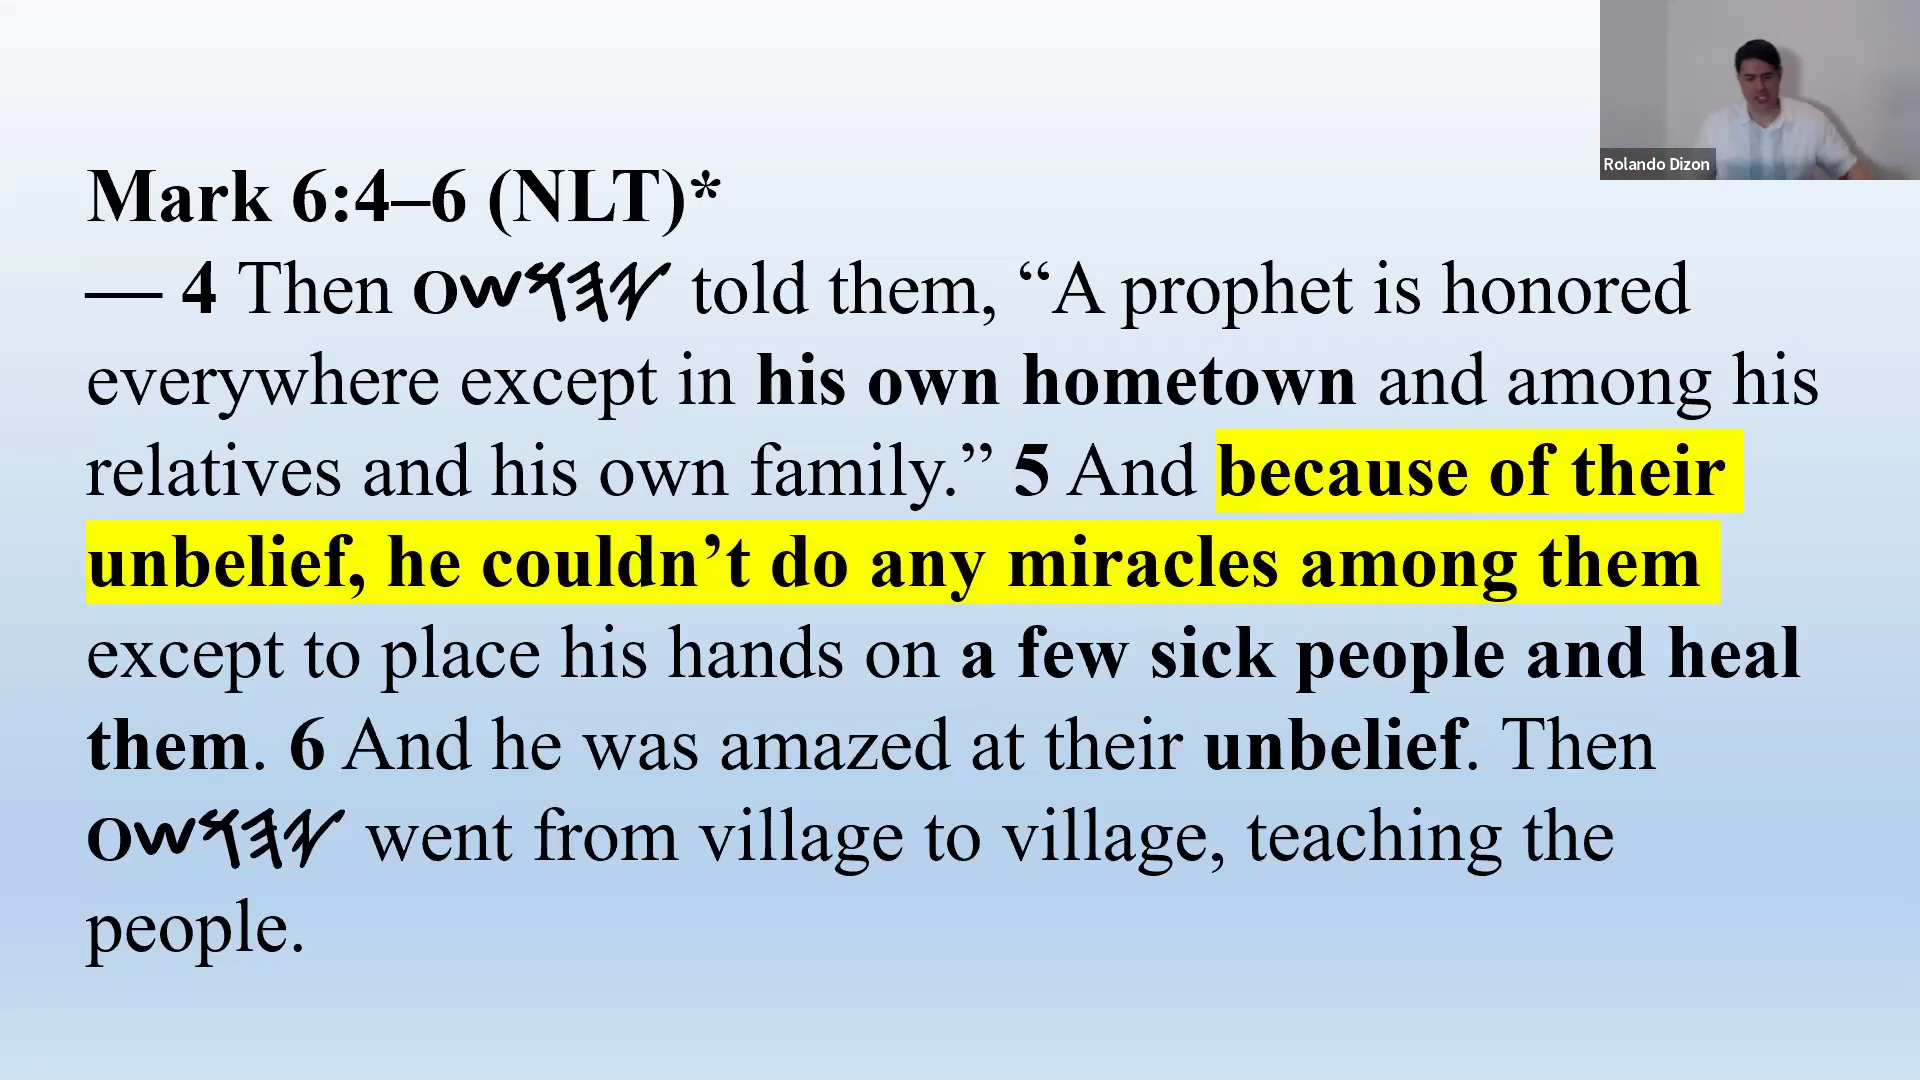 Rolando Dizon
Mark 6:4–6 (NLT)*
— 4 Then 𐤉𐤄𐤅𐤔𐤏 told them, “A prophet is honored
everywhere except in his own hometown and among his
relatives and his own family.” 5 And because of their
unbelief, he couldn’t do any miracles among them
except to place his hands on a few sick people and heal
them. 6 And he was amazed at their unbelief. Then
𐤉𐤄𐤅𐤔𐤏 went from village to village, teaching the
people.